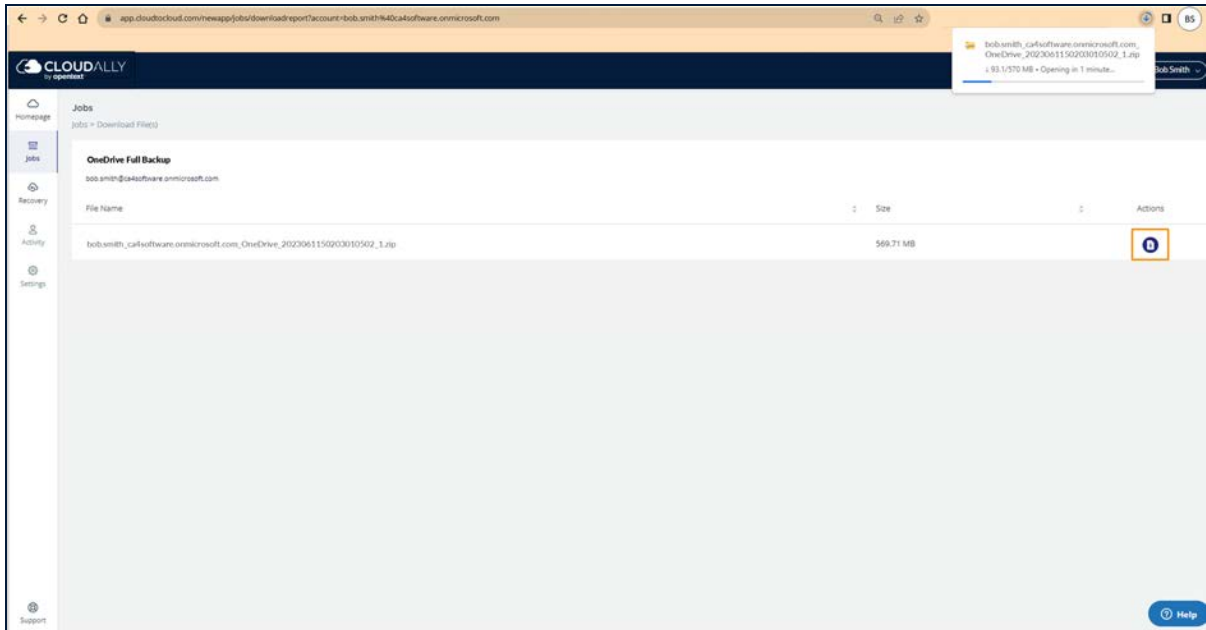 app.cloudtocloud.com/newapp/jobs/downloadreport?account=bob.smith%40ca4software.onmicrosoft.com
BS
bob.smith_ca4software.onmicrosoft.com_
OneDrive_2023061150203010502_1.zip
↓ 93.1/570 MB • Opening in 1 minute...
CLOUDALLY
by opentext
Bob Smith
Homepage
Jobs
Jobs > Download File(s)
Jobs
OneDrive Full Backup
bob.smith@ca4software.onmicrosoft.com
Recovery
File Name
Size
Actions
Activity
bob.smith_ca4software.onmicrosoft.com_OneDrive_2023061150203010502_1.zip
569.71 MB
Settings
Support
Help